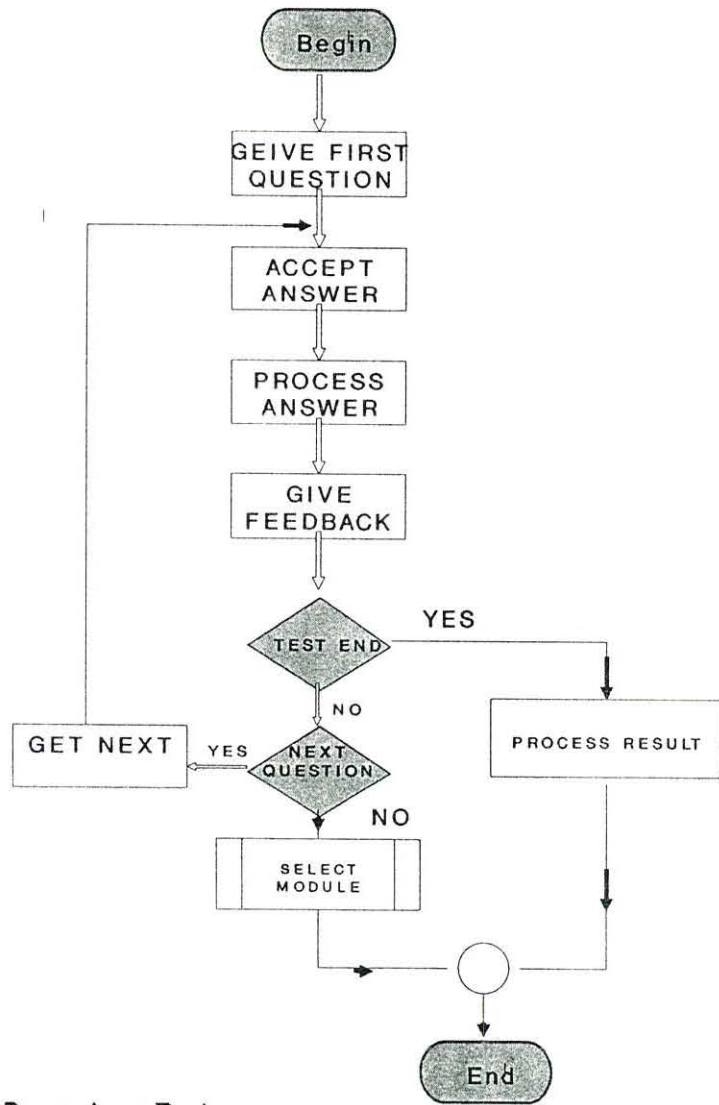 Begin
GEIVE FIRST
QUESTION
ACCEPT
ANSWER
PROCESS
ANSWER
GIVE
FEEDBACK
TEST END
YES
NO
GET NEXT
YES
NEXT
QUESTION
PROCESS RESULT
NO
SELECT
MODULE
End